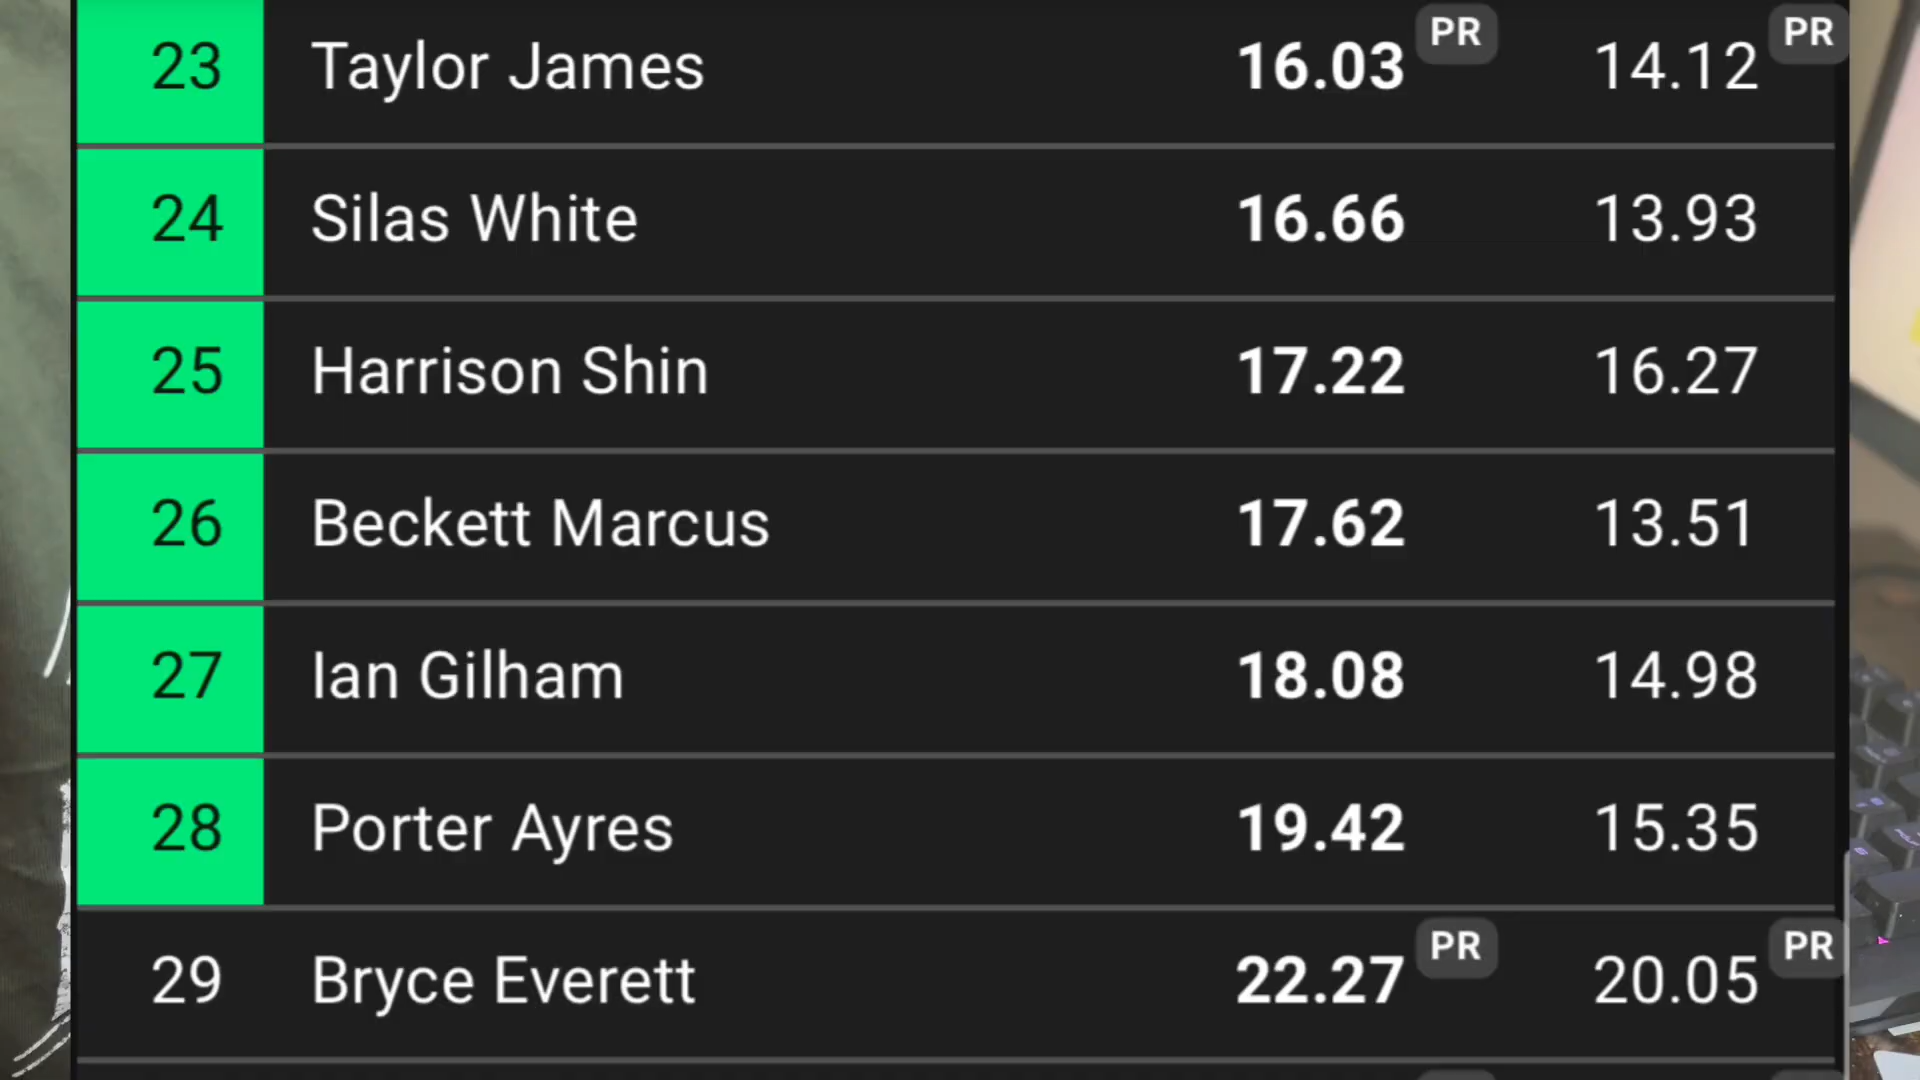 23 Taylor James 16.03 PR 14.12 PR
24 Silas White 16.66 13.93
25 Harrison Shin 17.22 16.27
26 Beckett Marcus 17.62 13.51
27 Ian Gilham 18.08 14.98
28 Porter Ayres 19.42 15.35
29 Bryce Everett 22.27 PR 20.05 PR